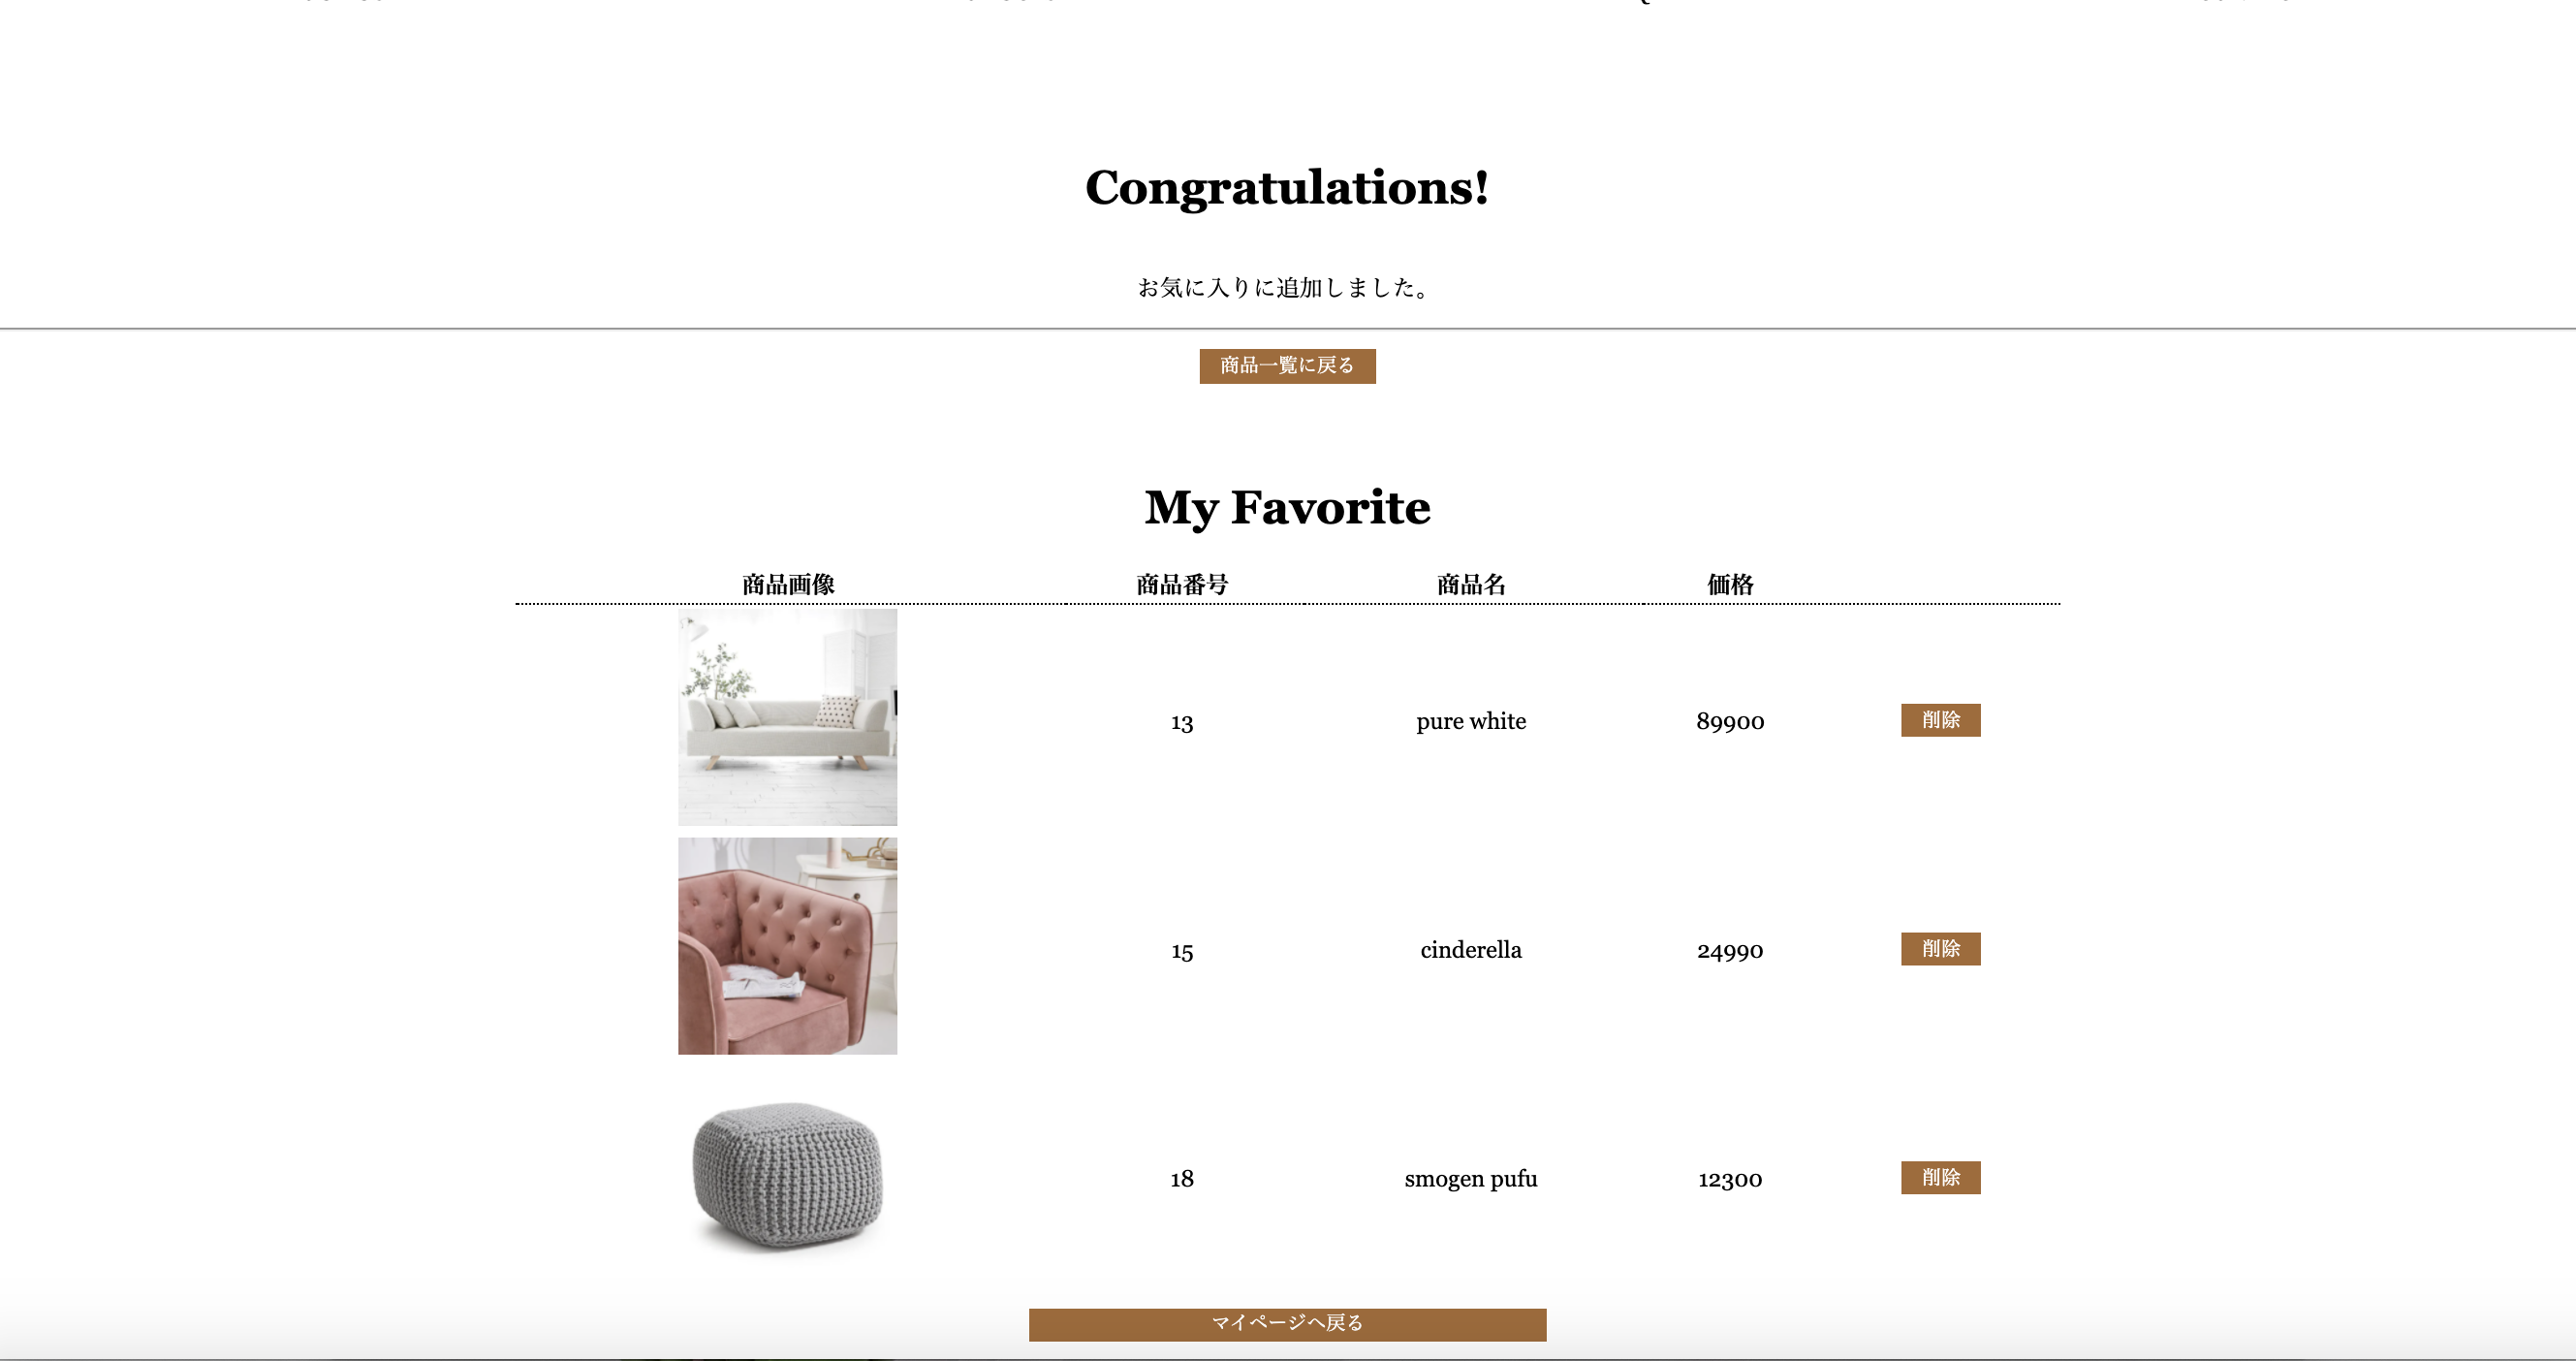 Congratulations!
お気に入りに追加しました。
商品一覧に戻る
My Favorite
商品画像 商品番号 商品名 価格
13 pure white 89900 削除
15 cinderella 24990 削除
18 smogen pufu 12300 削除
マイページへ戻る